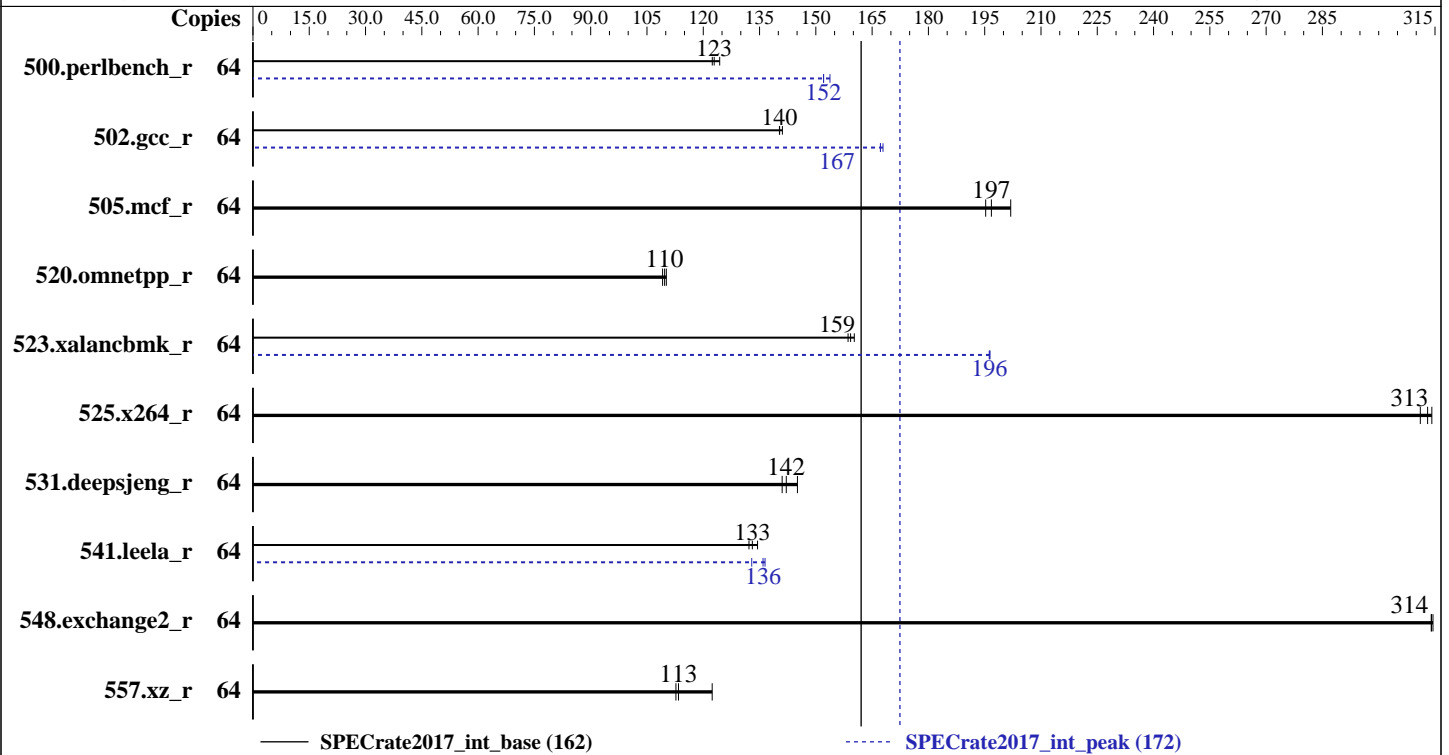 Copies 0 15.0 30.0 45.0 60.0 75.0 90.0 105 120 135 150 165 180 195 210 225 240 255 270 285 315
123
500.perlbench_r 64
152
140
502.gcc_r 64
167
197
505.mcf_r 64
110
520.omnetpp_r 64
159
523.xalancbmk_r 64
196
313
525.x264_r 64
142
531.deepsjeng_r 64
133
541.leela_r 64
136
314
548.exchange2_r 64
113
557.xz_r 64
SPECrate2017_int_base (162) SPECrate2017_int_peak (172)